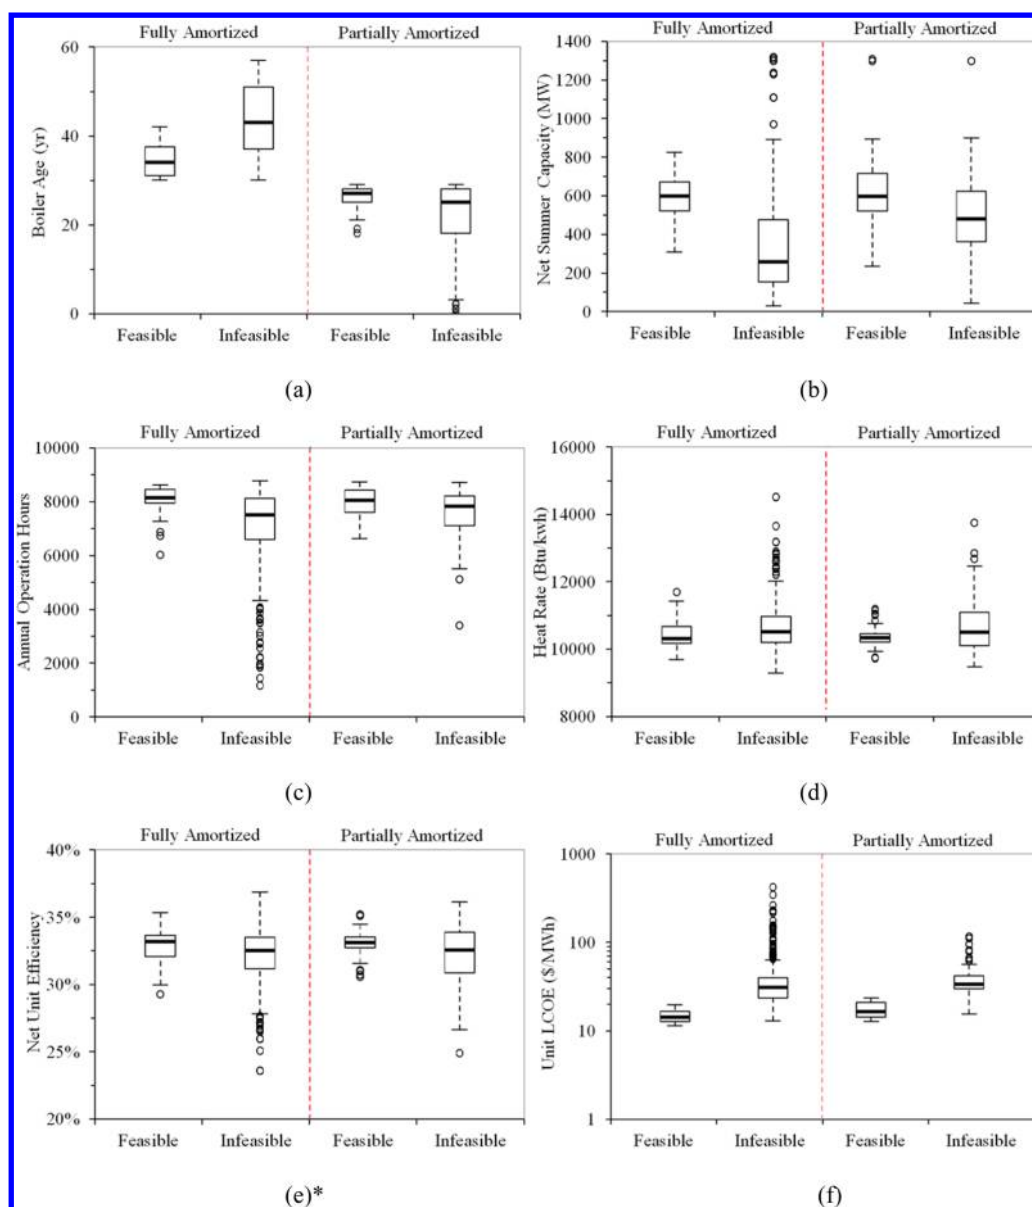 Fully Amortized Partially Amortized
60
40
20
0
Boiler Age (yr)
Feasible Infeasible Feasible Infeasible
(a)
Fully Amortized Partially Amortized
1400
1200
1000
800
600
400
200
0
Net Summer Capacity (MW)
Feasible Infeasible Feasible Infeasible
(b)
Fully Amortized Partially Amortized
10000
8000
6000
4000
2000
0
Annual Operation Hours
Feasible Infeasible Feasible Infeasible
(c)
Fully Amortized Partially Amortized
16000
14000
12000
10000
8000
Heat Rate (Btu/kwh)
Feasible Infeasible Feasible Infeasible
(d)
Fully Amortized Partially Amortized
40%
35%
30%
25%
20%
Net Unit Efficiency
Feasible Infeasible Feasible Infeasible
(e)*
Fully Amortized Partially Amortized
1000
100
10
1
Unit LCOE ($/MWh)
Feasible Infeasible Feasible Infeasible
(f)